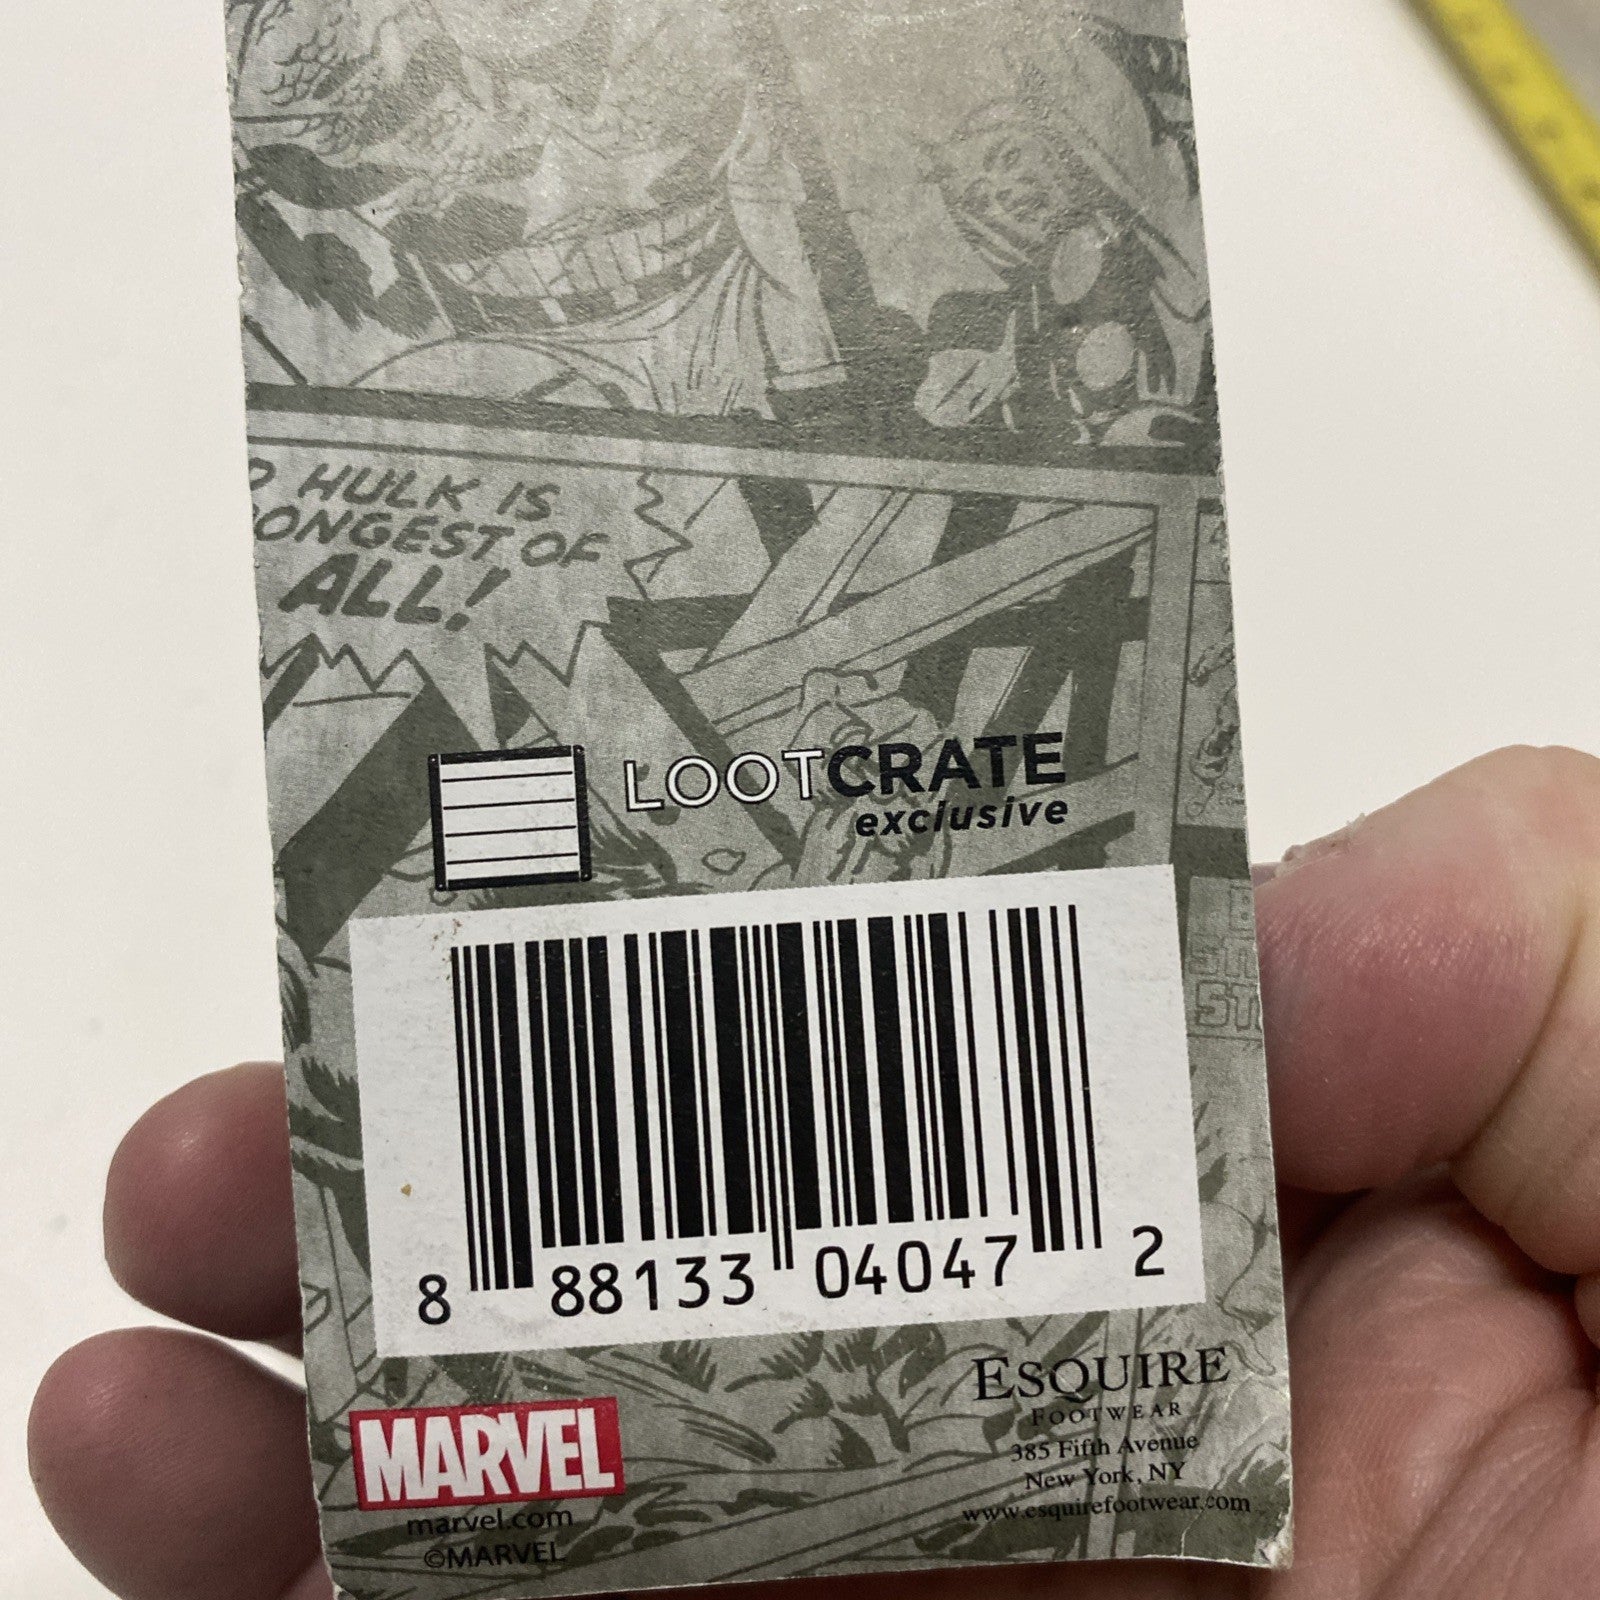 HULK IS
ONGEST OF
ALL!
LOOTCRATE
exclusive
8 88133 04047 2
MARVEL
marvel.com
©MARVEL
ESQUIRE
FOOTWEAR
385 Fifth Avenue
New York, NY
www.esquirefootwear.com